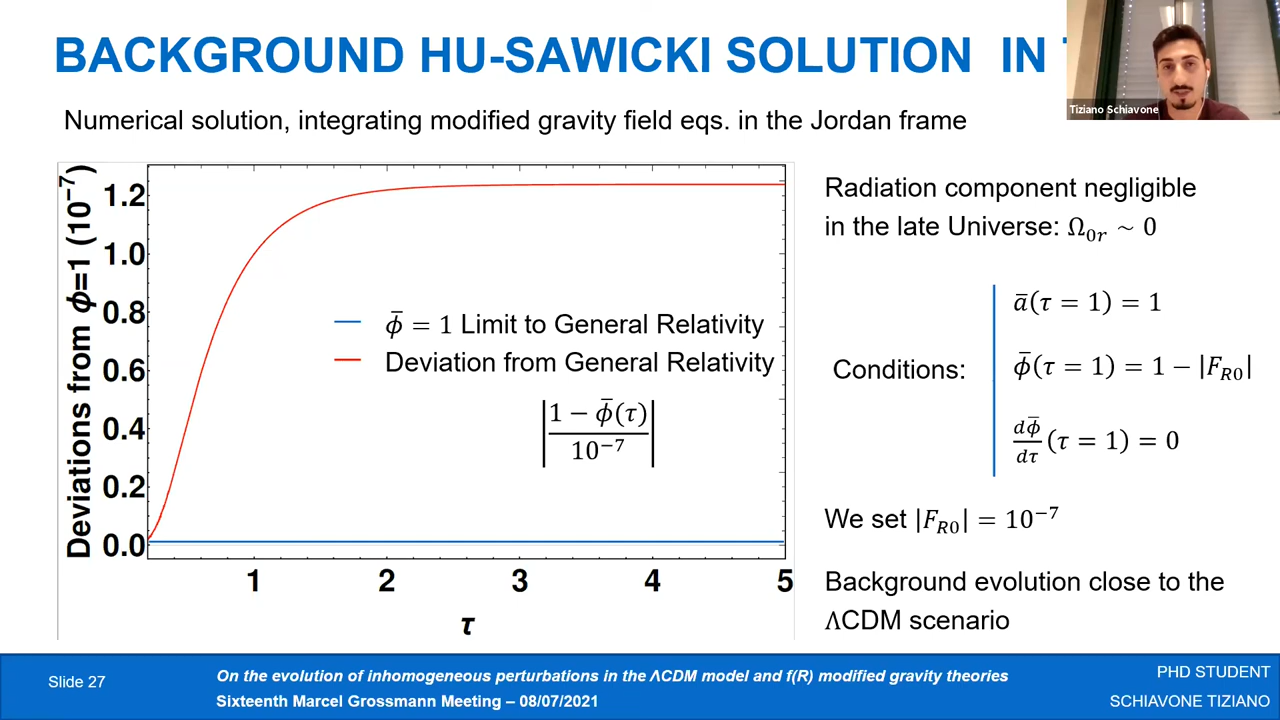 BACKGROUND HU-SAWICKI SOLUTION IN
Tiziano Schiavone
Numerical solution, integrating modified gravity field eqs. in the Jordan frame
Deviations from ϕ=1 (10⁻⁷)
1.2
1.0
0.8
0.6
0.4
0.2
0.0
1 2 3 4 5
τ
ϕ̄ = 1 Limit to General Relativity
Deviation from General Relativity
|(1 − ϕ̄(τ))/10⁻⁷|
Radiation component negligible
in the late Universe: Ω₀ᵣ ~ 0
Conditions:
ā(τ = 1) = 1
ϕ̄(τ = 1) = 1 − |F_{R0}|
dϕ̄/dτ (τ = 1) = 0
We set |F_{R0}| = 10⁻⁷
Background evolution close to the
ΛCDM scenario
Slide 27
On the evolution of inhomogeneous perturbations in the ΛCDM model and f(R) modified gravity theories
Sixteenth Marcel Grossmann Meeting – 08/07/2021
PHD STUDENT
SCHIAVONE TIZIANO